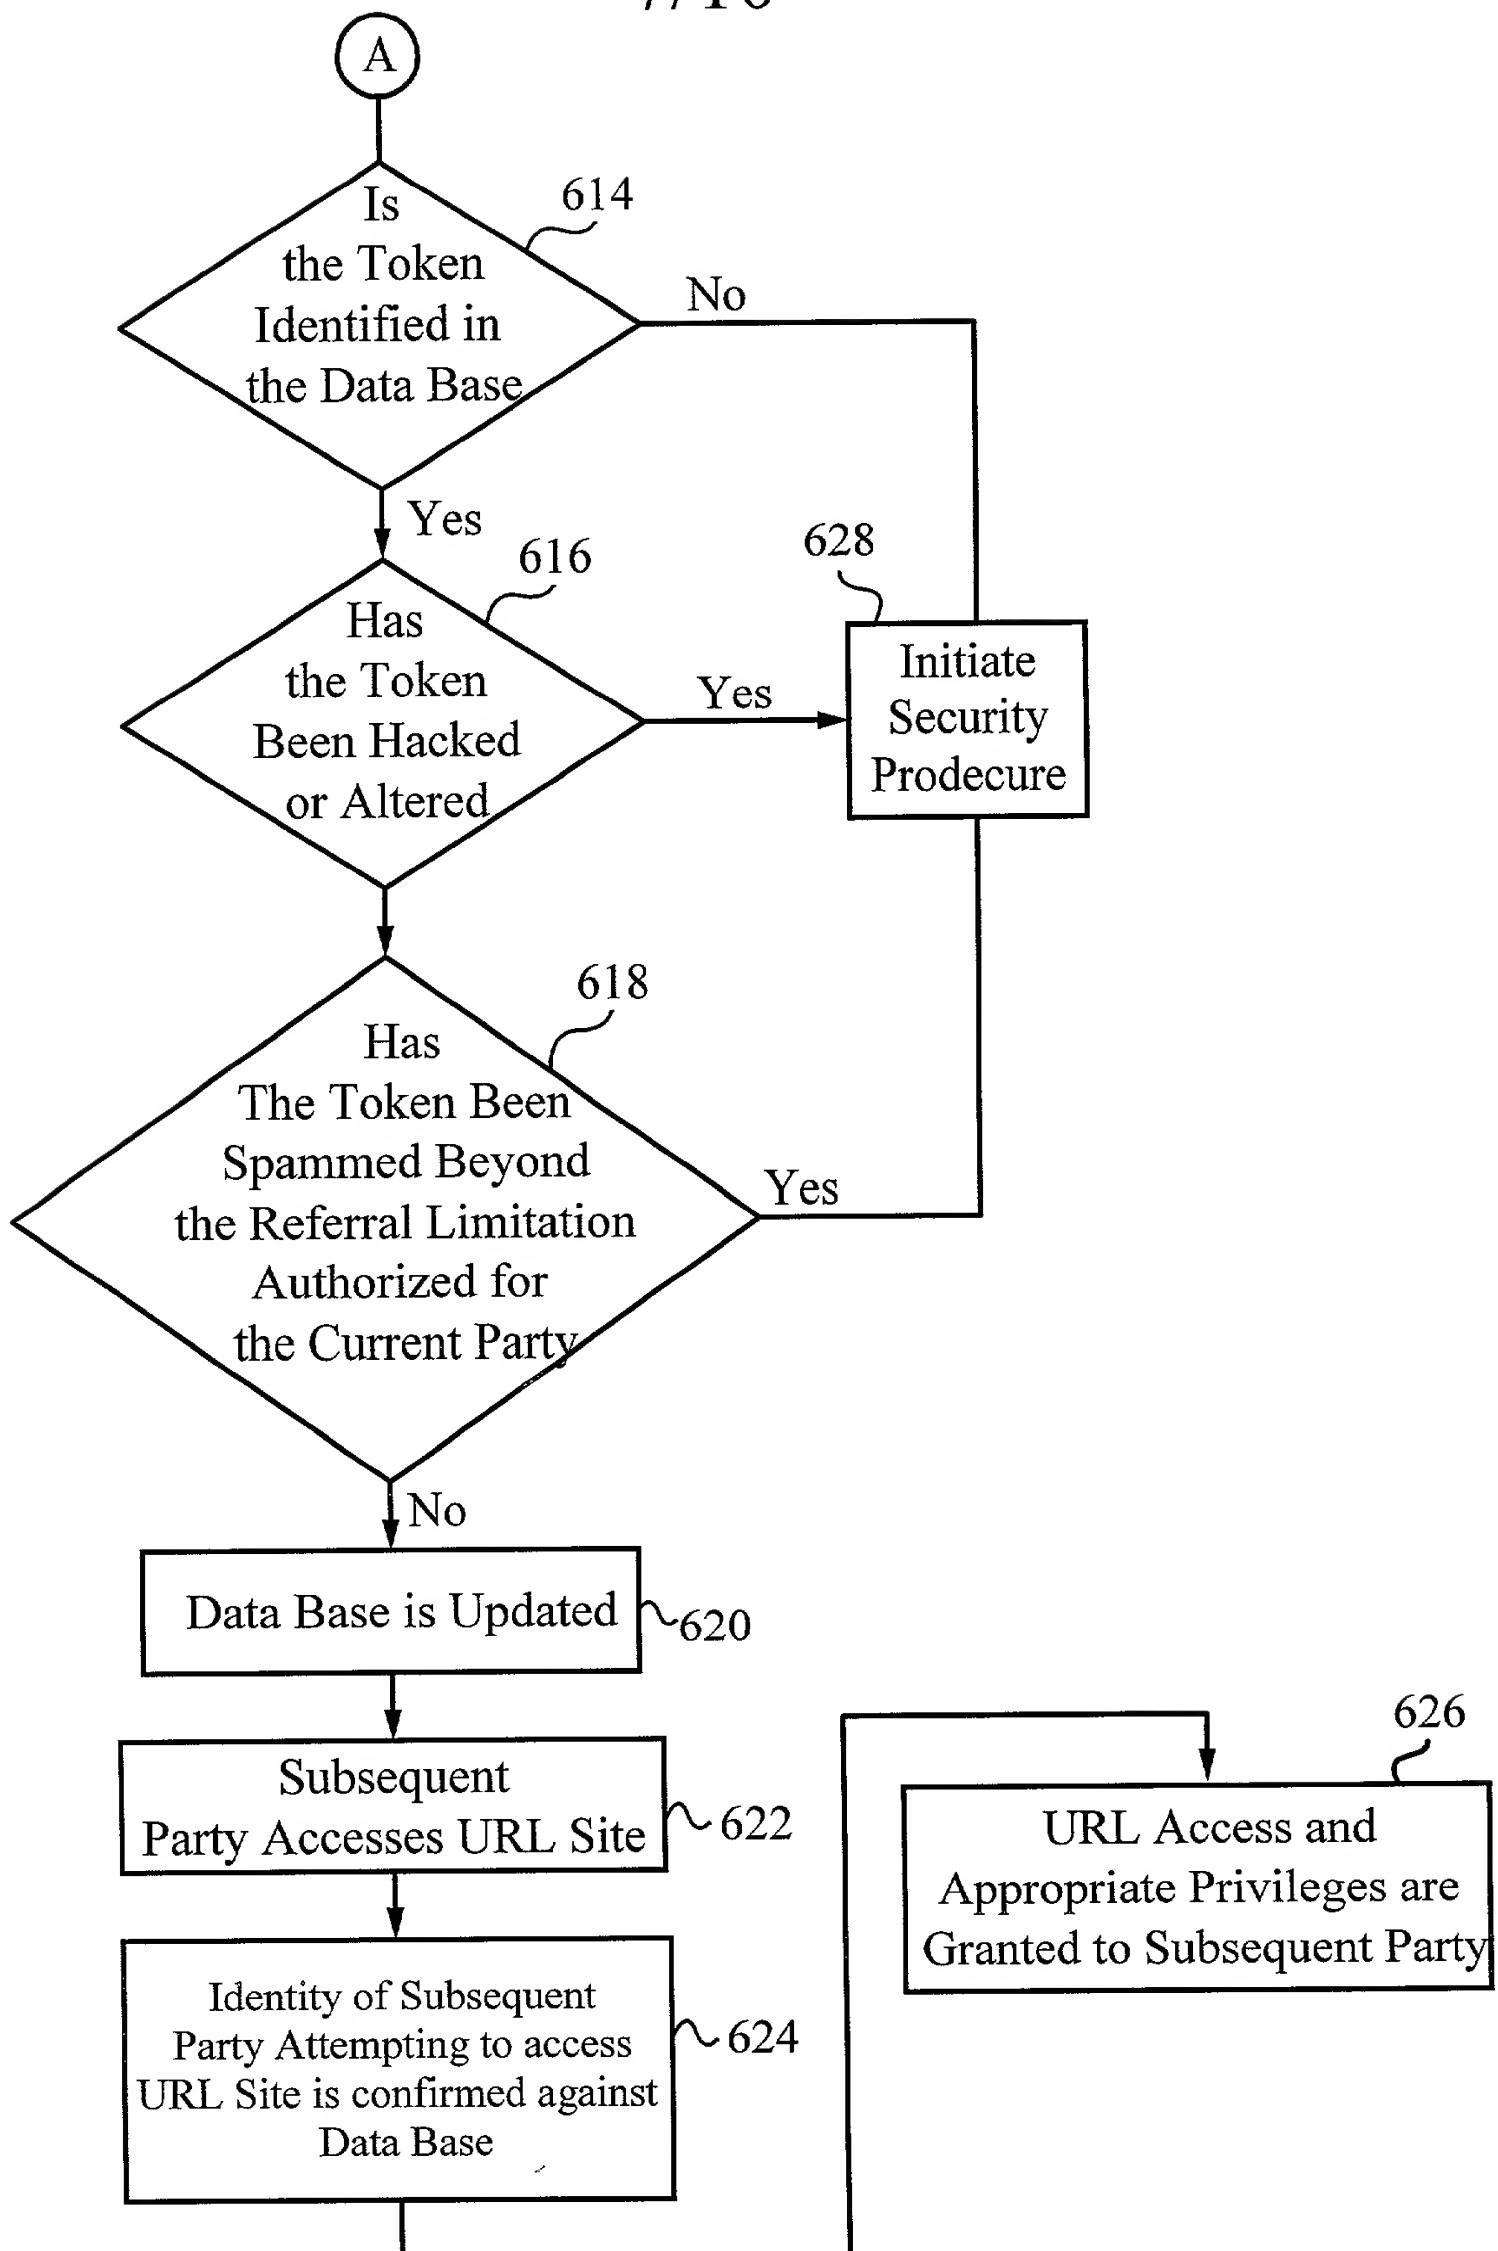 A
614
Is
the Token
Identified in
the Data Base
No
Yes
616
Has
the Token
Been Hacked
or Altered
Yes
628
Initiate
Security
Prodecure
618
Has
The Token Been
Spammed Beyond
the Referral Limitation
Authorized for
the Current Party
Yes
No
Data Base is Updated
620
Subsequent
Party Accesses URL Site
622
Identity of Subsequent
Party Attempting to access
URL Site is confirmed against
Data Base
624
626
URL Access and
Appropriate Privileges are
Granted to Subsequent Party